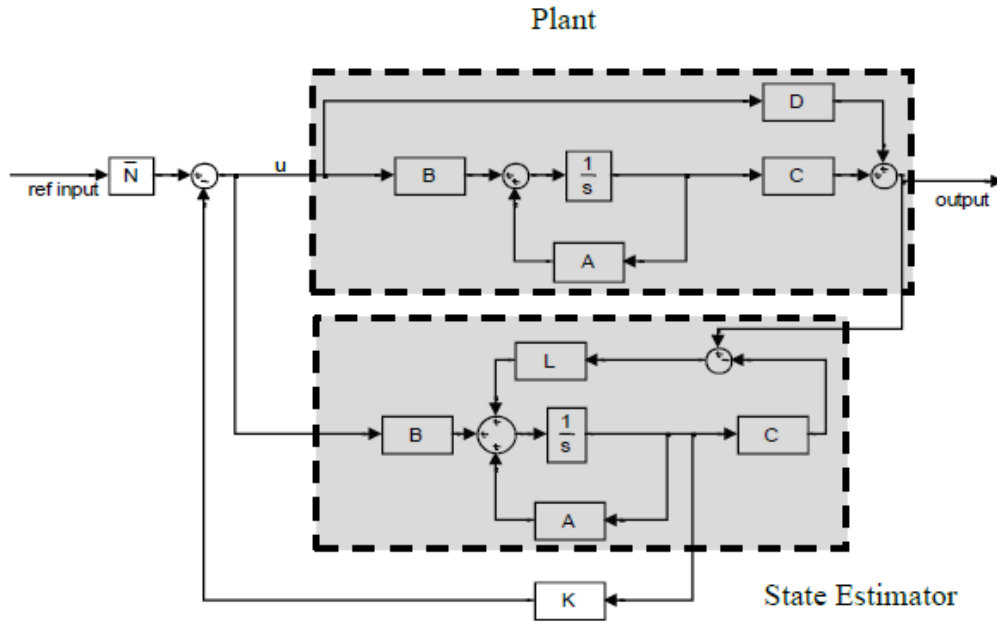 Plant
D
N̄
ref input
u
B
1
s
C
output
A
L
B
1
s
C
A
K
State Estimator